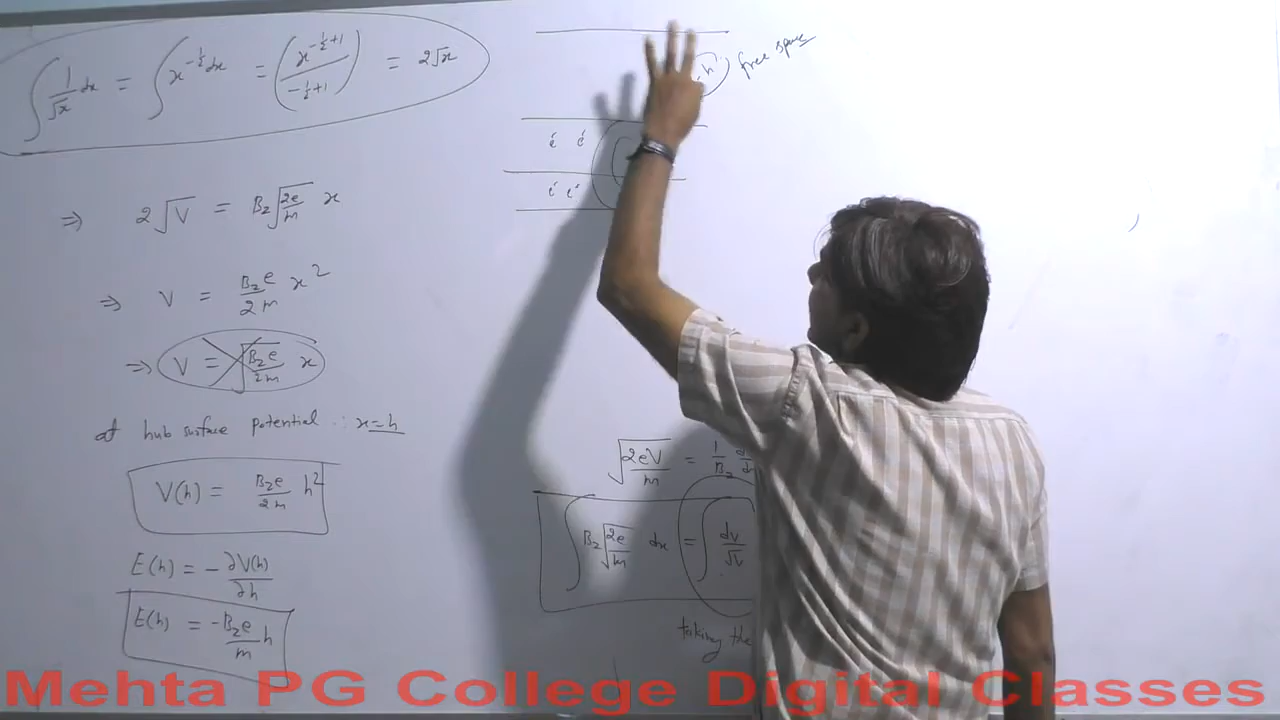 ∫ 1/√x dx = ∫ x^(-1/2) dx = (x^(-1/2+1) / (-1/2+1)) = 2√x
⇒ 2√V = B₂ √(2e/m) x
⇒ V = B₂e/2m x²
⇒ V = √(B₂e/2m) x
at hub surface potential ∴ x=h
V(h) = B₂e/2m h²
E(h) = - ∂V(h)/∂h
E(h) = - B₂e/m h
h
free space
é é
é é
√(2eV/m) = 1/B₂
∫ B₂ √(2e/m) dx = ∫ dv/√V
taking the
Mehta PG College Digital Classes